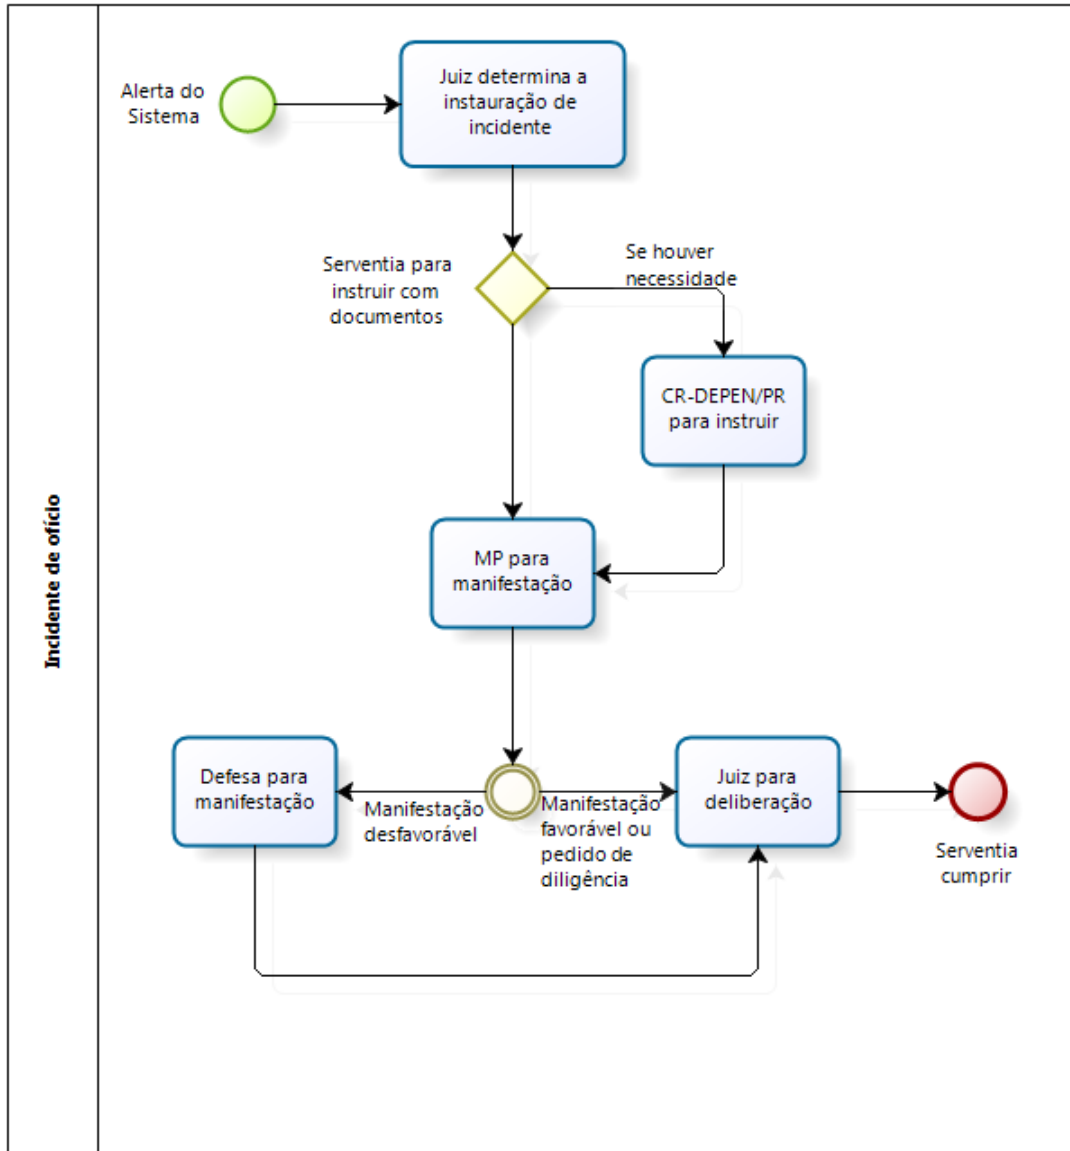 Incidente de ofício
Alerta do
Sistema
Juiz determina a
instauração de
incidente
Serventia para
instruir com
documentos
Se houver
necessidade
CR-DEPEN/PR
para instruir
MP para
manifestação
Defesa para
manifestação
Manifestação
desfavorável
Manifestação
favorável ou
pedido de
diligência
Juiz para
deliberação
Serventia
cumprir